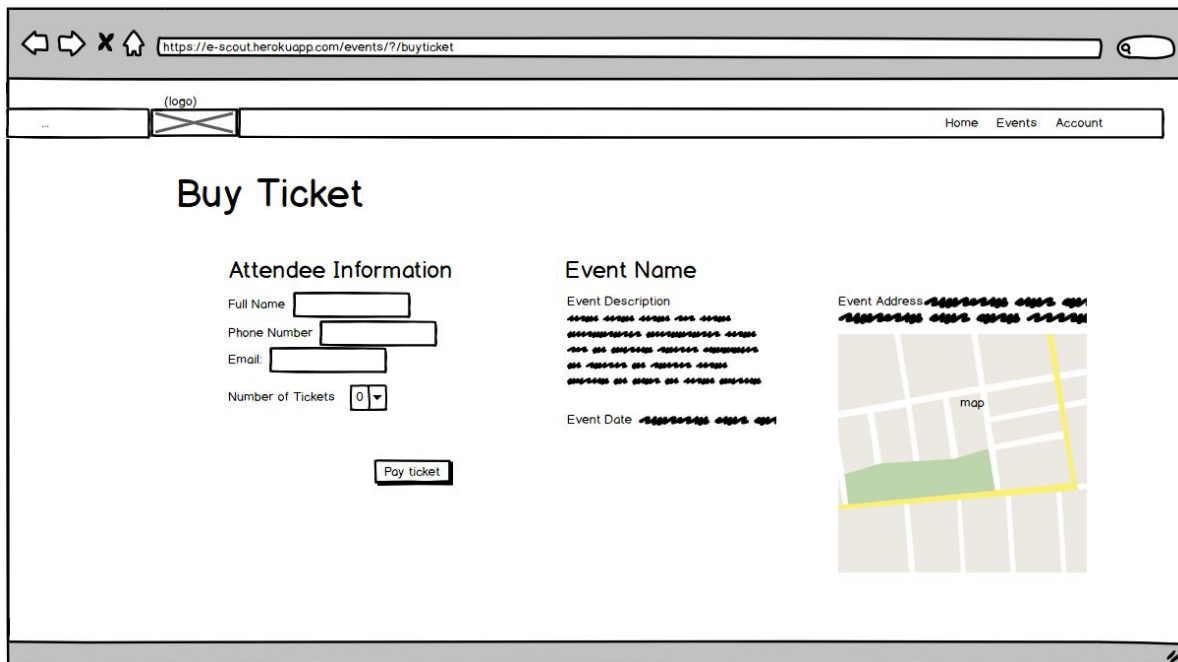 https://e-scout.herokuapp.com/events/?/buyticket
(logo)
...
Home Events Account
Buy Ticket
Attendee Information
Full Name
Phone Number
Email:
Number of Tickets 0
Pay ticket
Event Name
Event Description
Event Date
Event Address
map